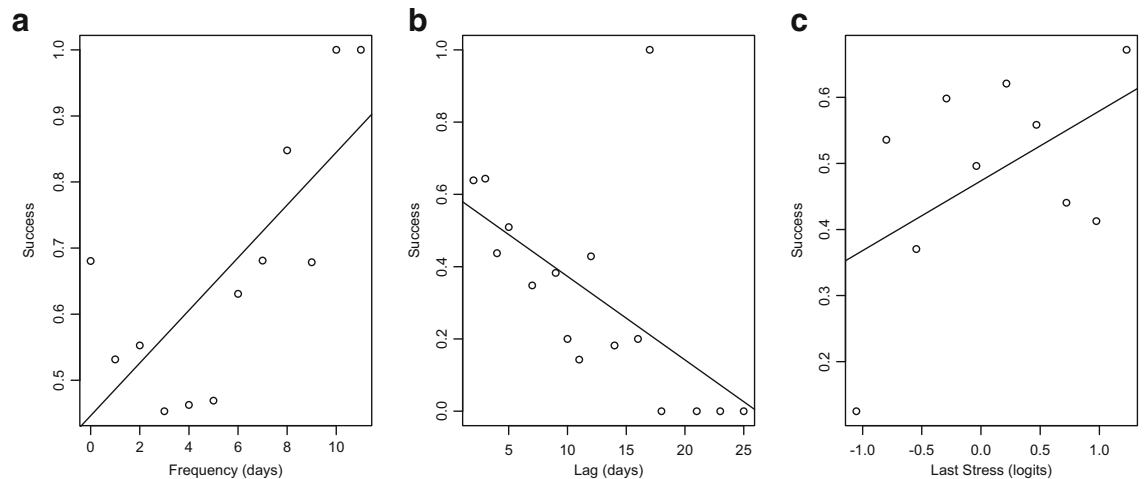 a
Success
1.0
0.9
0.8
0.7
0.6
0.5
0 2 4 6 8 10
Frequency (days)
b
Success
1.0
0.8
0.6
0.4
0.2
0.0
5 10 15 20 25
Lag (days)
c
Success
0.6
0.5
0.4
0.3
0.2
-1.0 -0.5 0.0 0.5 1.0
Last Stress (logits)